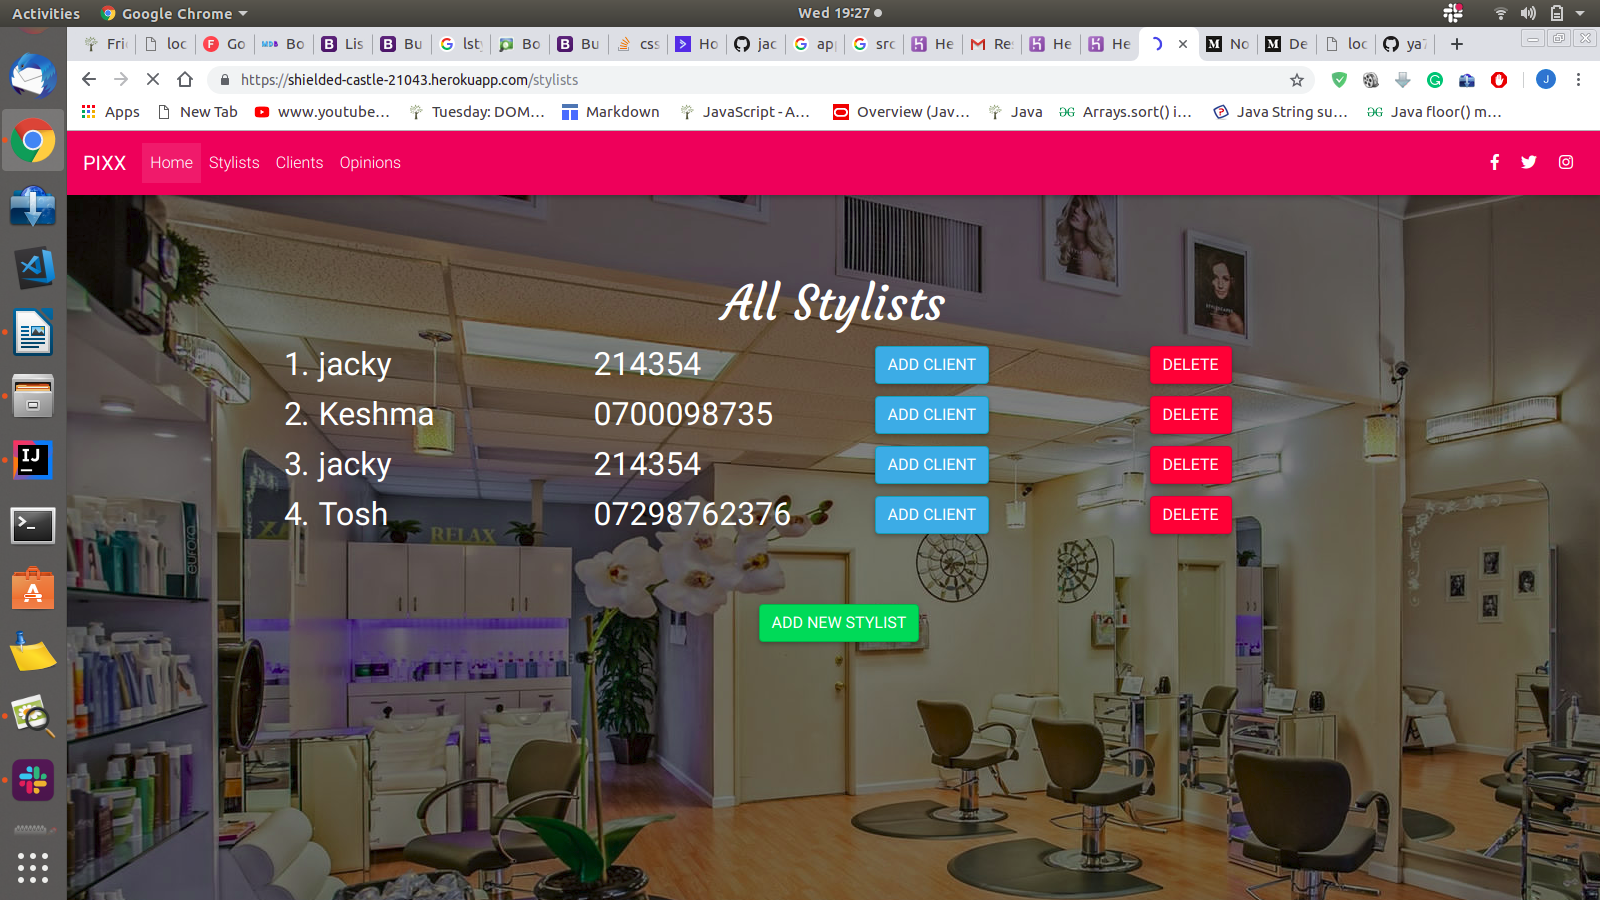 Activities Google Chrome Wed 19:27
Fri loc Go Bo Lis Bu lst Bo Bu css Ho jac app src He Re He He No De loc ya7
https://shielded-castle-21043.herokuapp.com/stylists
Apps New Tab www.youtube... Tuesday: DOM... Markdown JavaScript - A... Overview (Jav... Java Arrays.sort() i... Java String su... Java floor() m...
PIXX Home Stylists Clients Opinions
All Stylists
1. jacky 214354 ADD CLIENT DELETE
2. Keshma 0700098735 ADD CLIENT DELETE
3. jacky 214354 ADD CLIENT DELETE
4. Tosh 07298762376 ADD CLIENT DELETE
RELAX
ADD NEW STYLIST